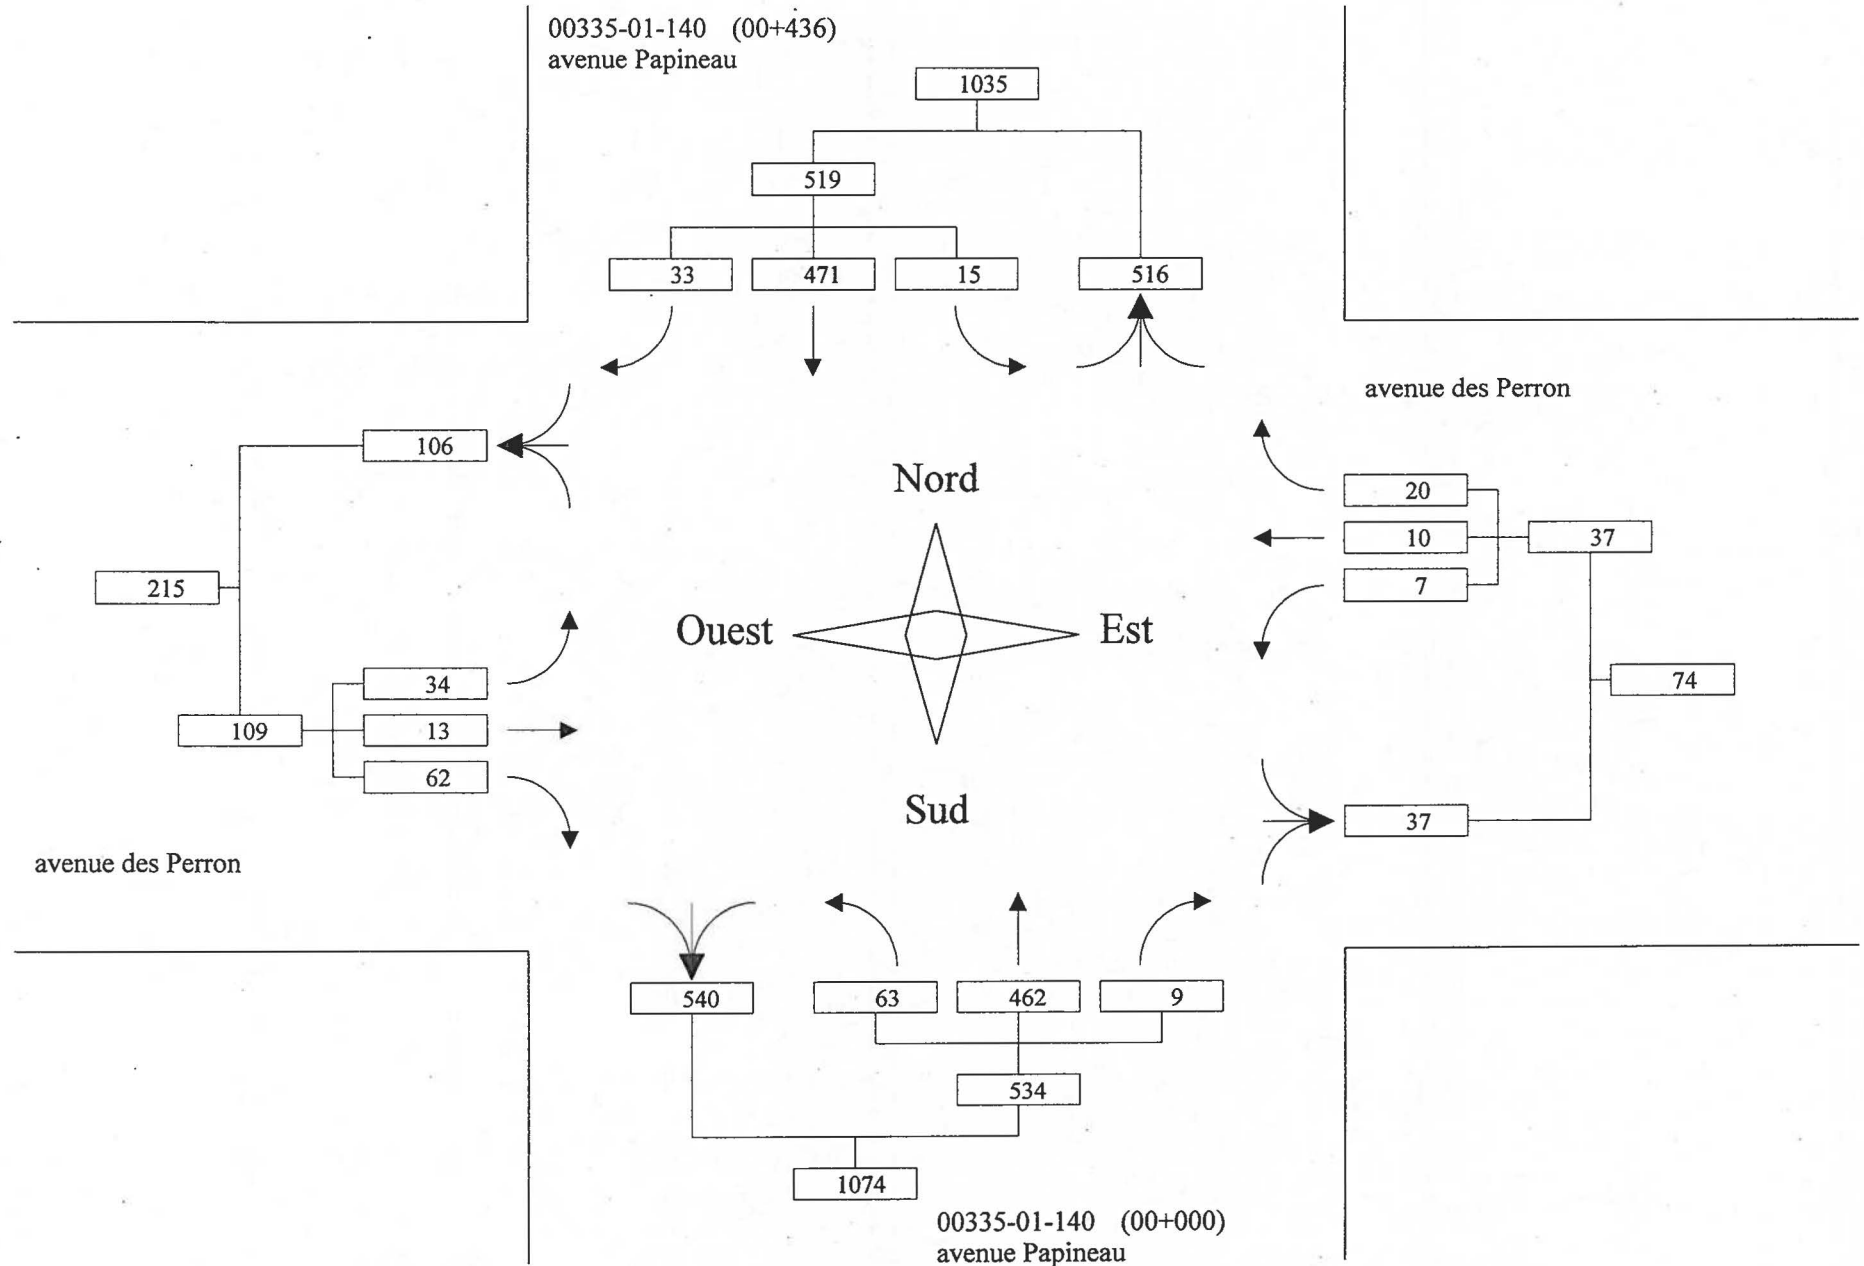 00335-01-140 (00+436)
avenue Papineau
1035
519
33 471 15 516
avenue des Perron
106
Nord
20
10 37
7
215
Ouest Est
34
74
109 13
62
Sud
37
avenue des Perron
540 63 462 9
534
1074
00335-01-140 (00+000)
avenue Papineau